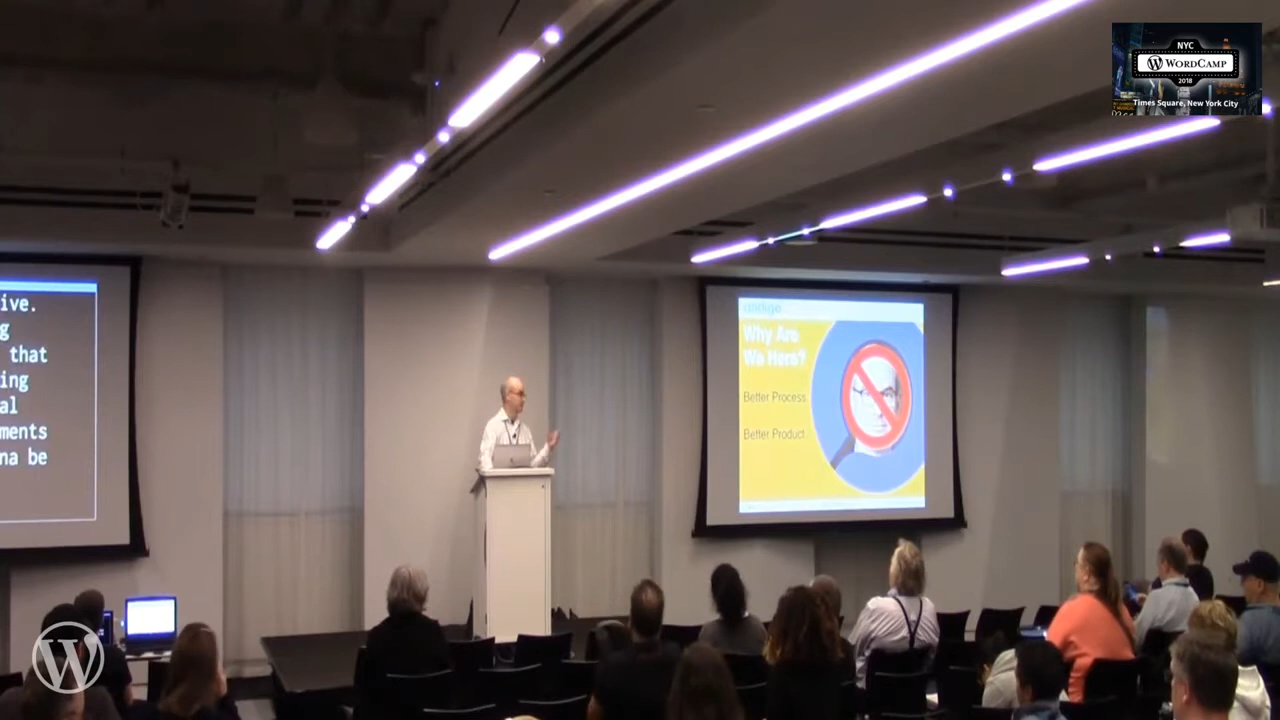 NYC
WORDCAMP
2018
Times Square, New York City
ive.
g
that
ing
al
ments
na be
Why Are
We Here?
Better Process
Better Product